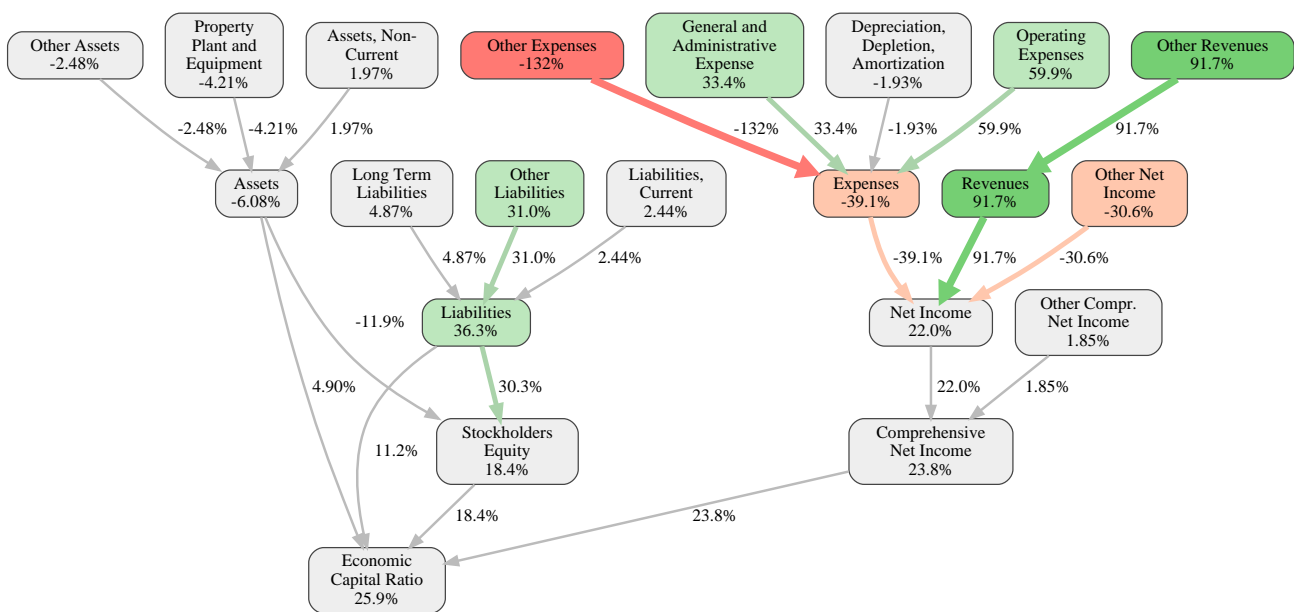 Other Assets
-2.48%
Property
Plant and
Equipment
-4.21%
Assets, Non-
Current
1.97%
Other Expenses
-132%
General and
Administrative
Expense
33.4%
Depreciation,
Depletion,
Amortization
-1.93%
Operating
Expenses
59.9%
Other Revenues
91.7%
-2.48%
-4.21%
1.97%
-132%
33.4%
-1.93%
59.9%
91.7%
Assets
-6.08%
Long Term
Liabilities
4.87%
Other
Liabilities
31.0%
Liabilities,
Current
2.44%
Expenses
-39.1%
Revenues
91.7%
Other Net
Income
-30.6%
4.87%
31.0%
2.44%
-39.1%
91.7%
-30.6%
-11.9%
Liabilities
36.3%
Net Income
22.0%
Other Compr.
Net Income
1.85%
4.90%
30.3%
22.0%
1.85%
11.2%
Stockholders
Equity
18.4%
Comprehensive
Net Income
23.8%
18.4%
23.8%
Economic
Capital Ratio
25.9%